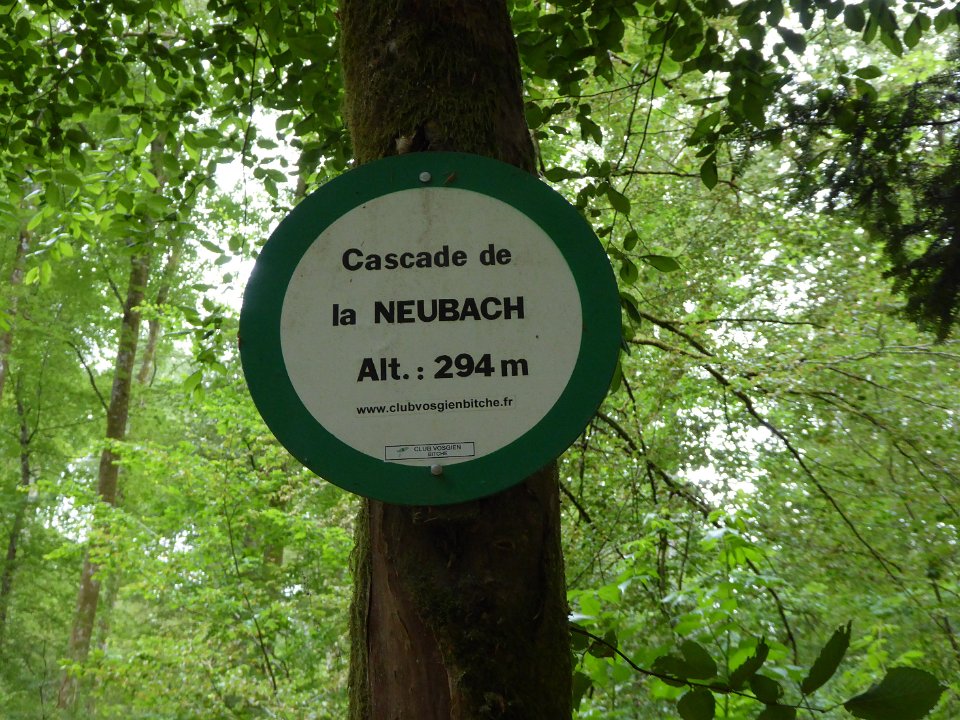 Cascade de
la NEUBACH
Alt. : 294 m
www.clubvosgienbitche.fr
CLUB VOSGIEN
BITCHE